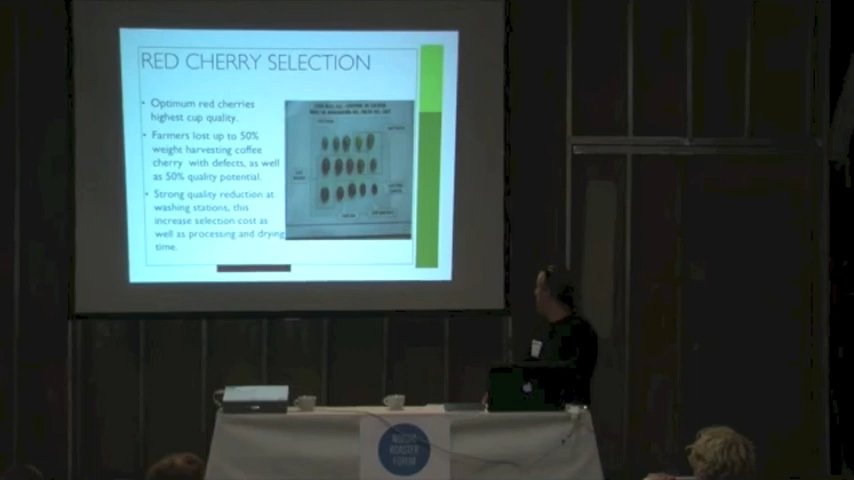 RED CHERRY SELECTION
• Optimum red cherries
highest cup quality.
• Farmers lost up to 50%
weight harvesting coffee
cherry with defects, as well
as 50% quality potential.
• Strong quality reduction at
washing stations, this
increase selection cost as
well as processing and drying
time.
ROASTER
FORUM